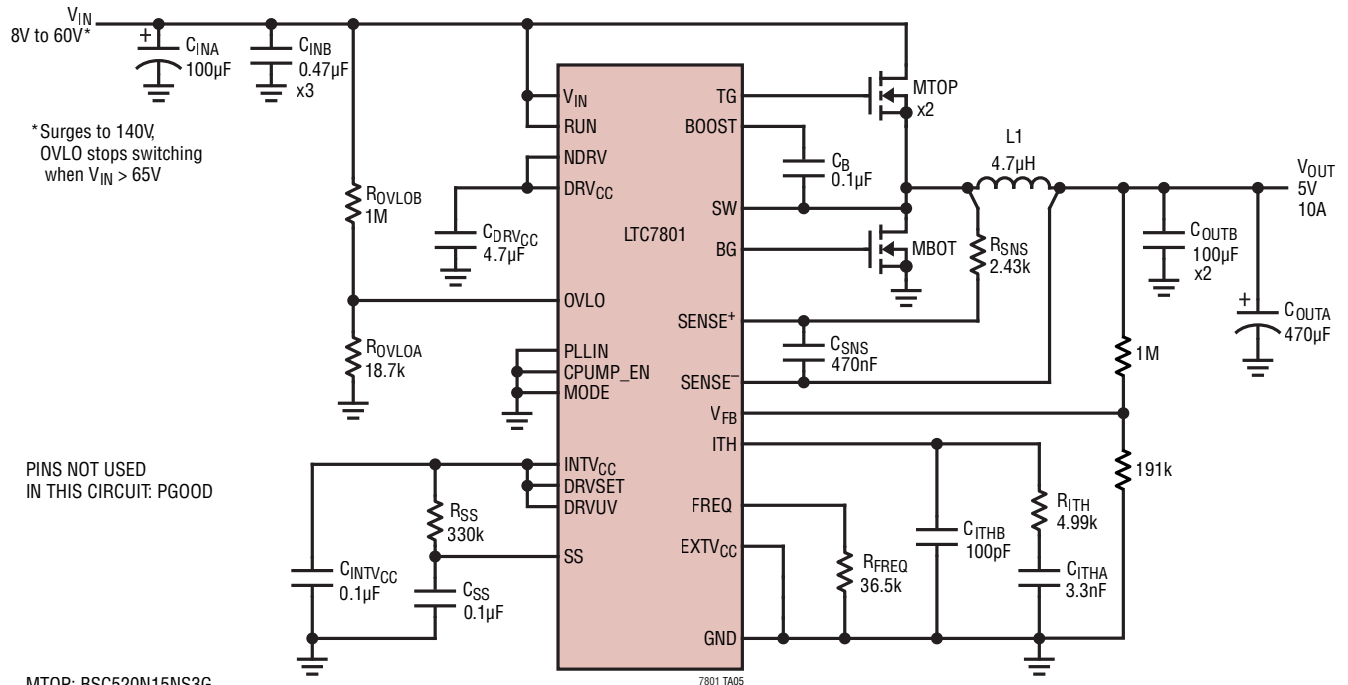 VIN
8V to 60V*
+
CINA
100µF
CINB
0.47µF
x3
*Surges to 140V,
OVLO stops switching
when VIN > 65V
ROVLOB
1M
ROVLOA
18.7k
CDRVCC
4.7µF
PINS NOT USED
IN THIS CIRCUIT: PGOOD
RSS
330k
CINTVCC
0.1µF
CSS
0.1µF
VIN
RUN
NDRV
DRVCC
OVLO
PLLIN
CPUMP_EN
MODE
INTVCC
DRVSET
DRVUV
SS
LTC7801
TG
BOOST
SW
BG
SENSE+
SENSE–
VFB
ITH
FREQ
EXTVCC
GND
MTOP
x2
CB
0.1µF
MBOT
L1
4.7µH
RSNS
2.43k
CSNS
470nF
VOUT
5V
10A
COUTB
100µF
x2
+
COUTA
470µF
1M
191k
RFREQ
36.5k
CITHB
100pF
RITH
4.99k
CITHA
3.3nF
7801 TA05
MTOP: BSC520N15NS3G